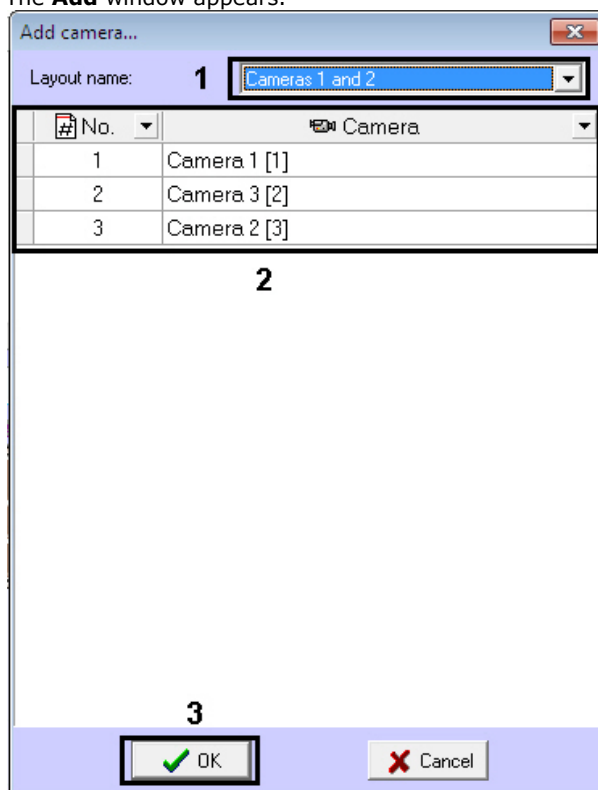 The Add window appears.
Add camera...
Layout name: 1 Cameras 1 and 2
# No. Camera
1 Camera 1 [1]
2 Camera 3 [2]
3 Camera 2 [3]
2
3
OK Cancel